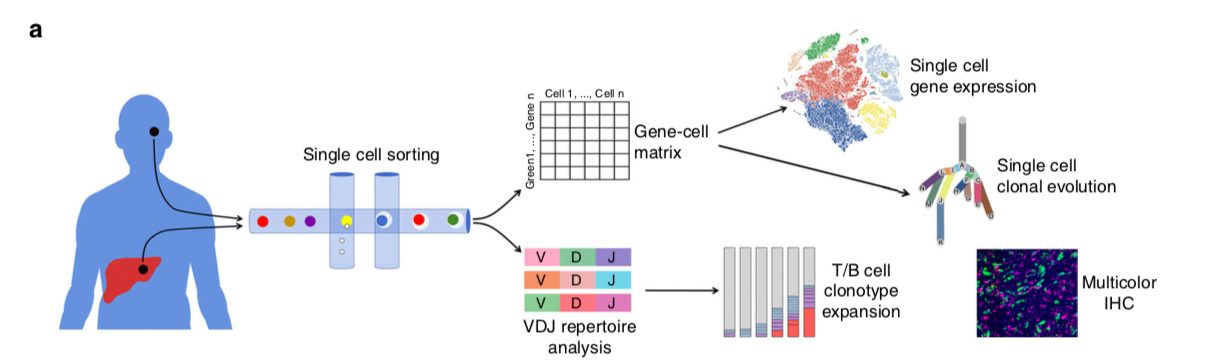 a
Single cell sorting
Cell 1, ..., Cell n
Green1, ..., Gene n
Gene-cell
matrix
Single cell
gene expression
Single cell
clonal evolution
V D J
V D J
V D J
VDJ repertoire
analysis
T/B cell
clonotype
expansion
Multicolor
IHC